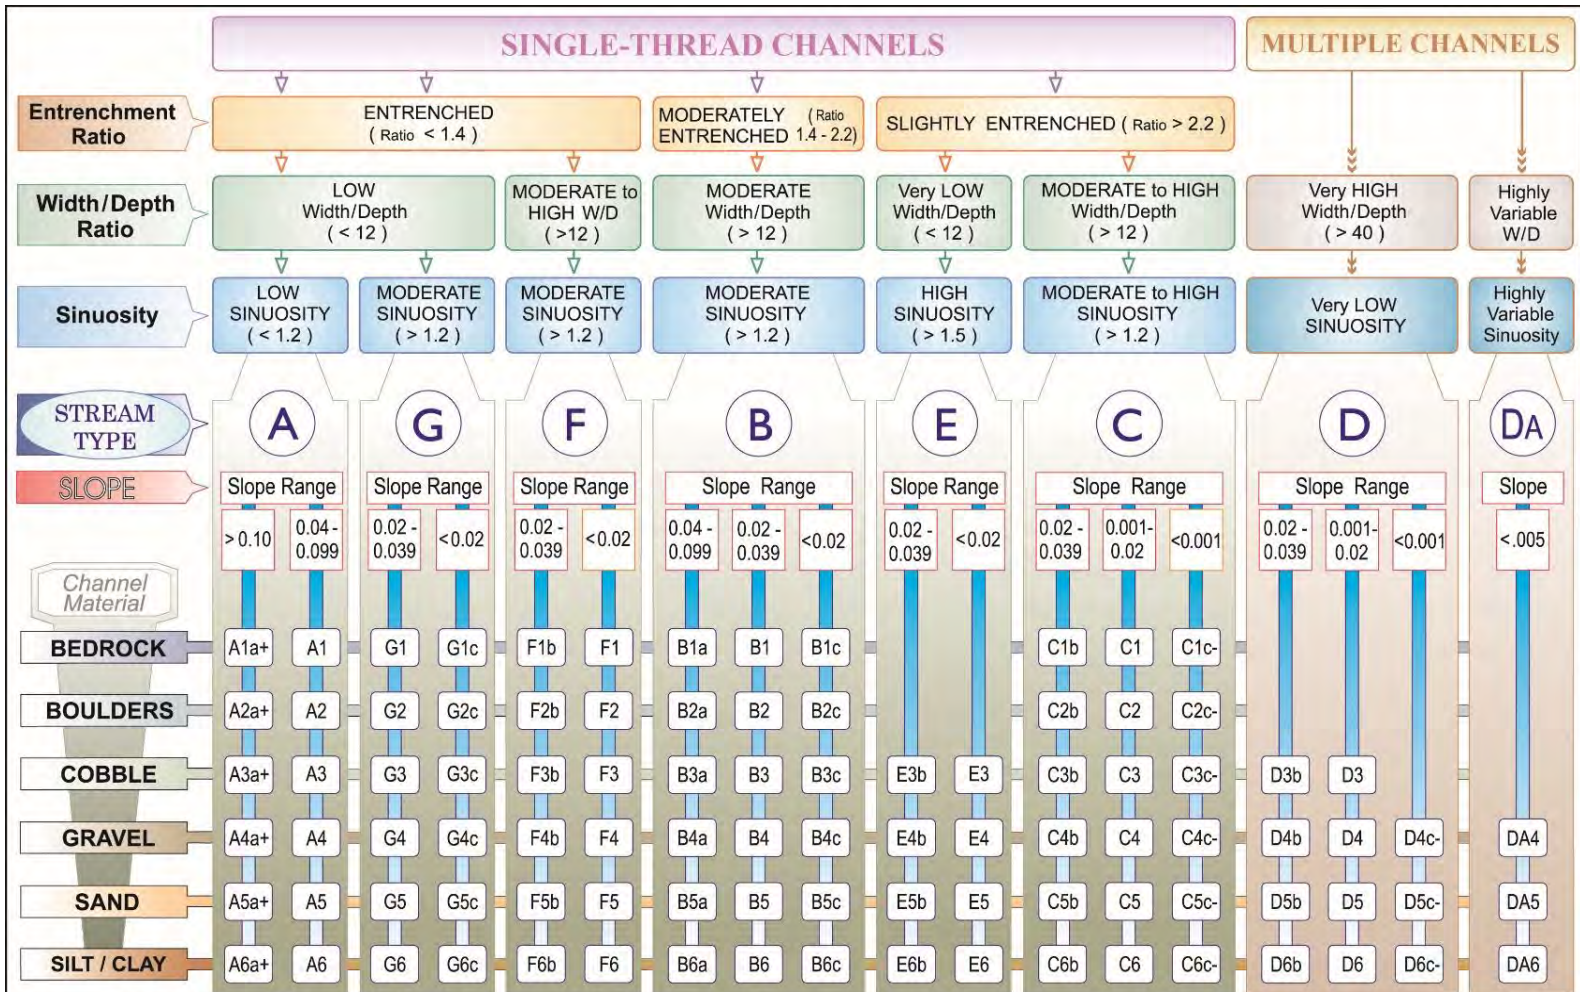 SINGLE-THREAD CHANNELS
MULTIPLE CHANNELS
Entrenchment
Ratio
ENTRENCHED
( Ratio < 1.4 )
MODERATELY ( Ratio
ENTRENCHED 1.4 - 2.2)
SLIGHTLY ENTRENCHED ( Ratio > 2.2 )
Width/Depth
Ratio
LOW
Width/Depth
( < 12 )
MODERATE to
HIGH W/D
( >12 )
MODERATE
Width/Depth
( > 12 )
Very LOW
Width/Depth
( < 12 )
MODERATE to HIGH
Width/Depth
( > 12 )
Very HIGH
Width/Depth
( > 40 )
Highly
Variable
W/D
Sinuosity
LOW
SINUOSITY
( < 1.2 )
MODERATE
SINUOSITY
( > 1.2 )
MODERATE
SINUOSITY
( > 1.2 )
MODERATE
SINUOSITY
( > 1.2 )
HIGH
SINUOSITY
( > 1.5 )
MODERATE to HIGH
SINUOSITY
( > 1.2 )
Very LOW
SINUOSITY
Highly
Variable
Sinuosity
STREAM
TYPE
A G F B E C D DA
SLOPE
Slope Range Slope Range Slope Range Slope Range Slope Range Slope Range Slope Range Slope
> 0.10
0.04 -
0.099
0.02 -
0.039
<0.02
0.02 -
0.039
<0.02
0.04 -
0.099
0.02 -
0.039
<0.02
0.02 -
0.039
<0.02
0.02 -
0.039
0.001-
0.02
<0.001
0.02 -
0.039
0.001-
0.02
<0.001
<.005
Channel
Material
BEDROCK A1a+ A1 G1 G1c F1b F1 B1a B1 B1c C1b C1 C1c-
BOULDERS A2a+ A2 G2 G2c F2b F2 B2a B2 B2c C2b C2 C2c-
COBBLE A3a+ A3 G3 G3c F3b F3 B3a B3 B3c E3b E3 C3b C3 C3c- D3b D3
GRAVEL A4a+ A4 G4 G4c F4b F4 B4a B4 B4c E4b E4 C4b C4 C4c- D4b D4 D4c- DA4
SAND A5a+ A5 G5 G5c F5b F5 B5a B5 B5c E5b E5 C5b C5 C5c- D5b D5 D5c- DA5
SILT / CLAY A6a+ A6 G6 G6c F6b F6 B6a B6 B6c E6b E6 C6b C6 C6c- D6b D6 D6c- DA6